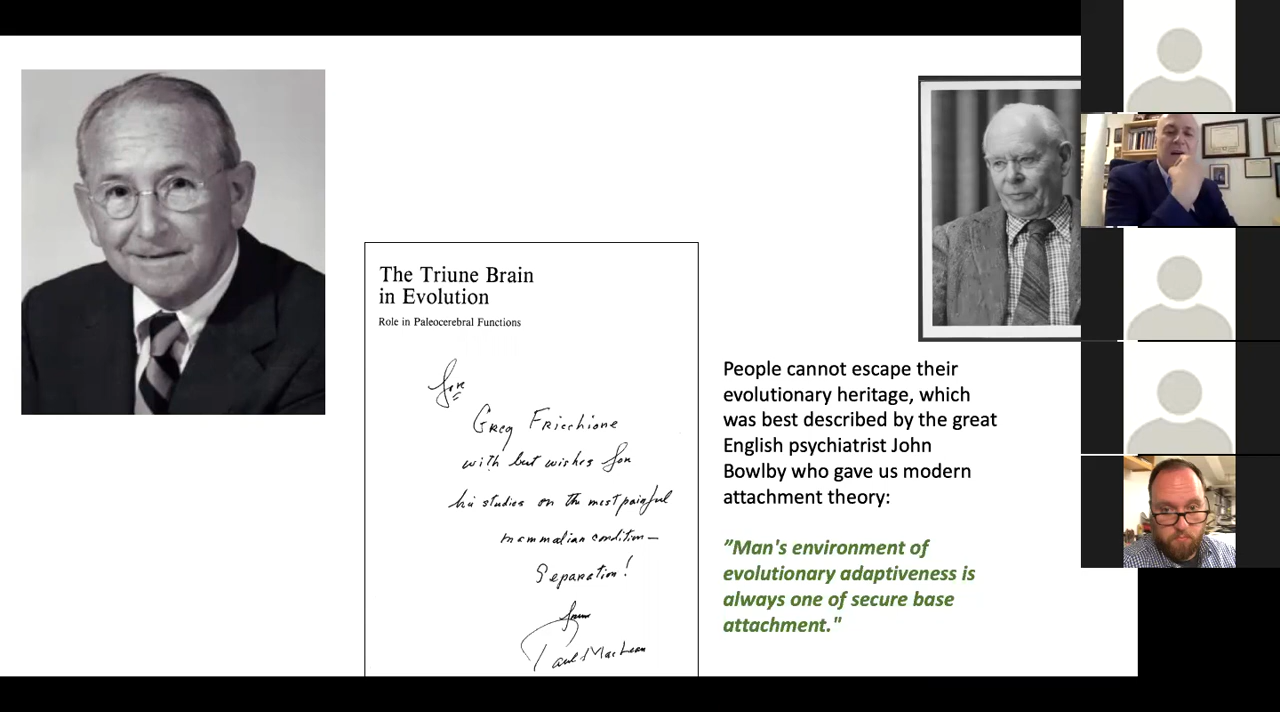 The Triune Brain
in Evolution
Role in Paleocerebral Functions
for
Greg Fricchione
with best wishes for
his studies on the most painful
mammalian condition—
Separation!
from
Paul MacLean
People cannot escape their
evolutionary heritage, which
was best described by the great
English psychiatrist John
Bowlby who gave us modern
attachment theory:
”Man's environment of
evolutionary adaptiveness is
always one of secure base
attachment."